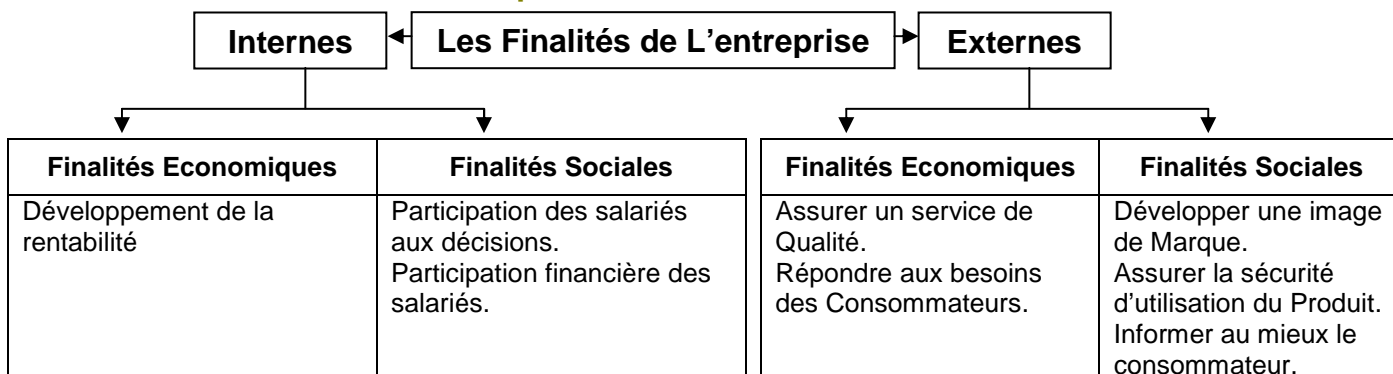 Internes
Les Finalités de L'entreprise
Externes
Finalités Economiques
Finalités Sociales
Finalités Economiques
Finalités Sociales
Développement de la
rentabilité
Participation des salariés
aux décisions.
Participation financière des
salariés.
Assurer un service de
Qualité.
Répondre aux besoins
des Consommateurs.
Développer une image
de Marque.
Assurer la sécurité
d'utilisation du Produit.
Informer au mieux le
consommateur.